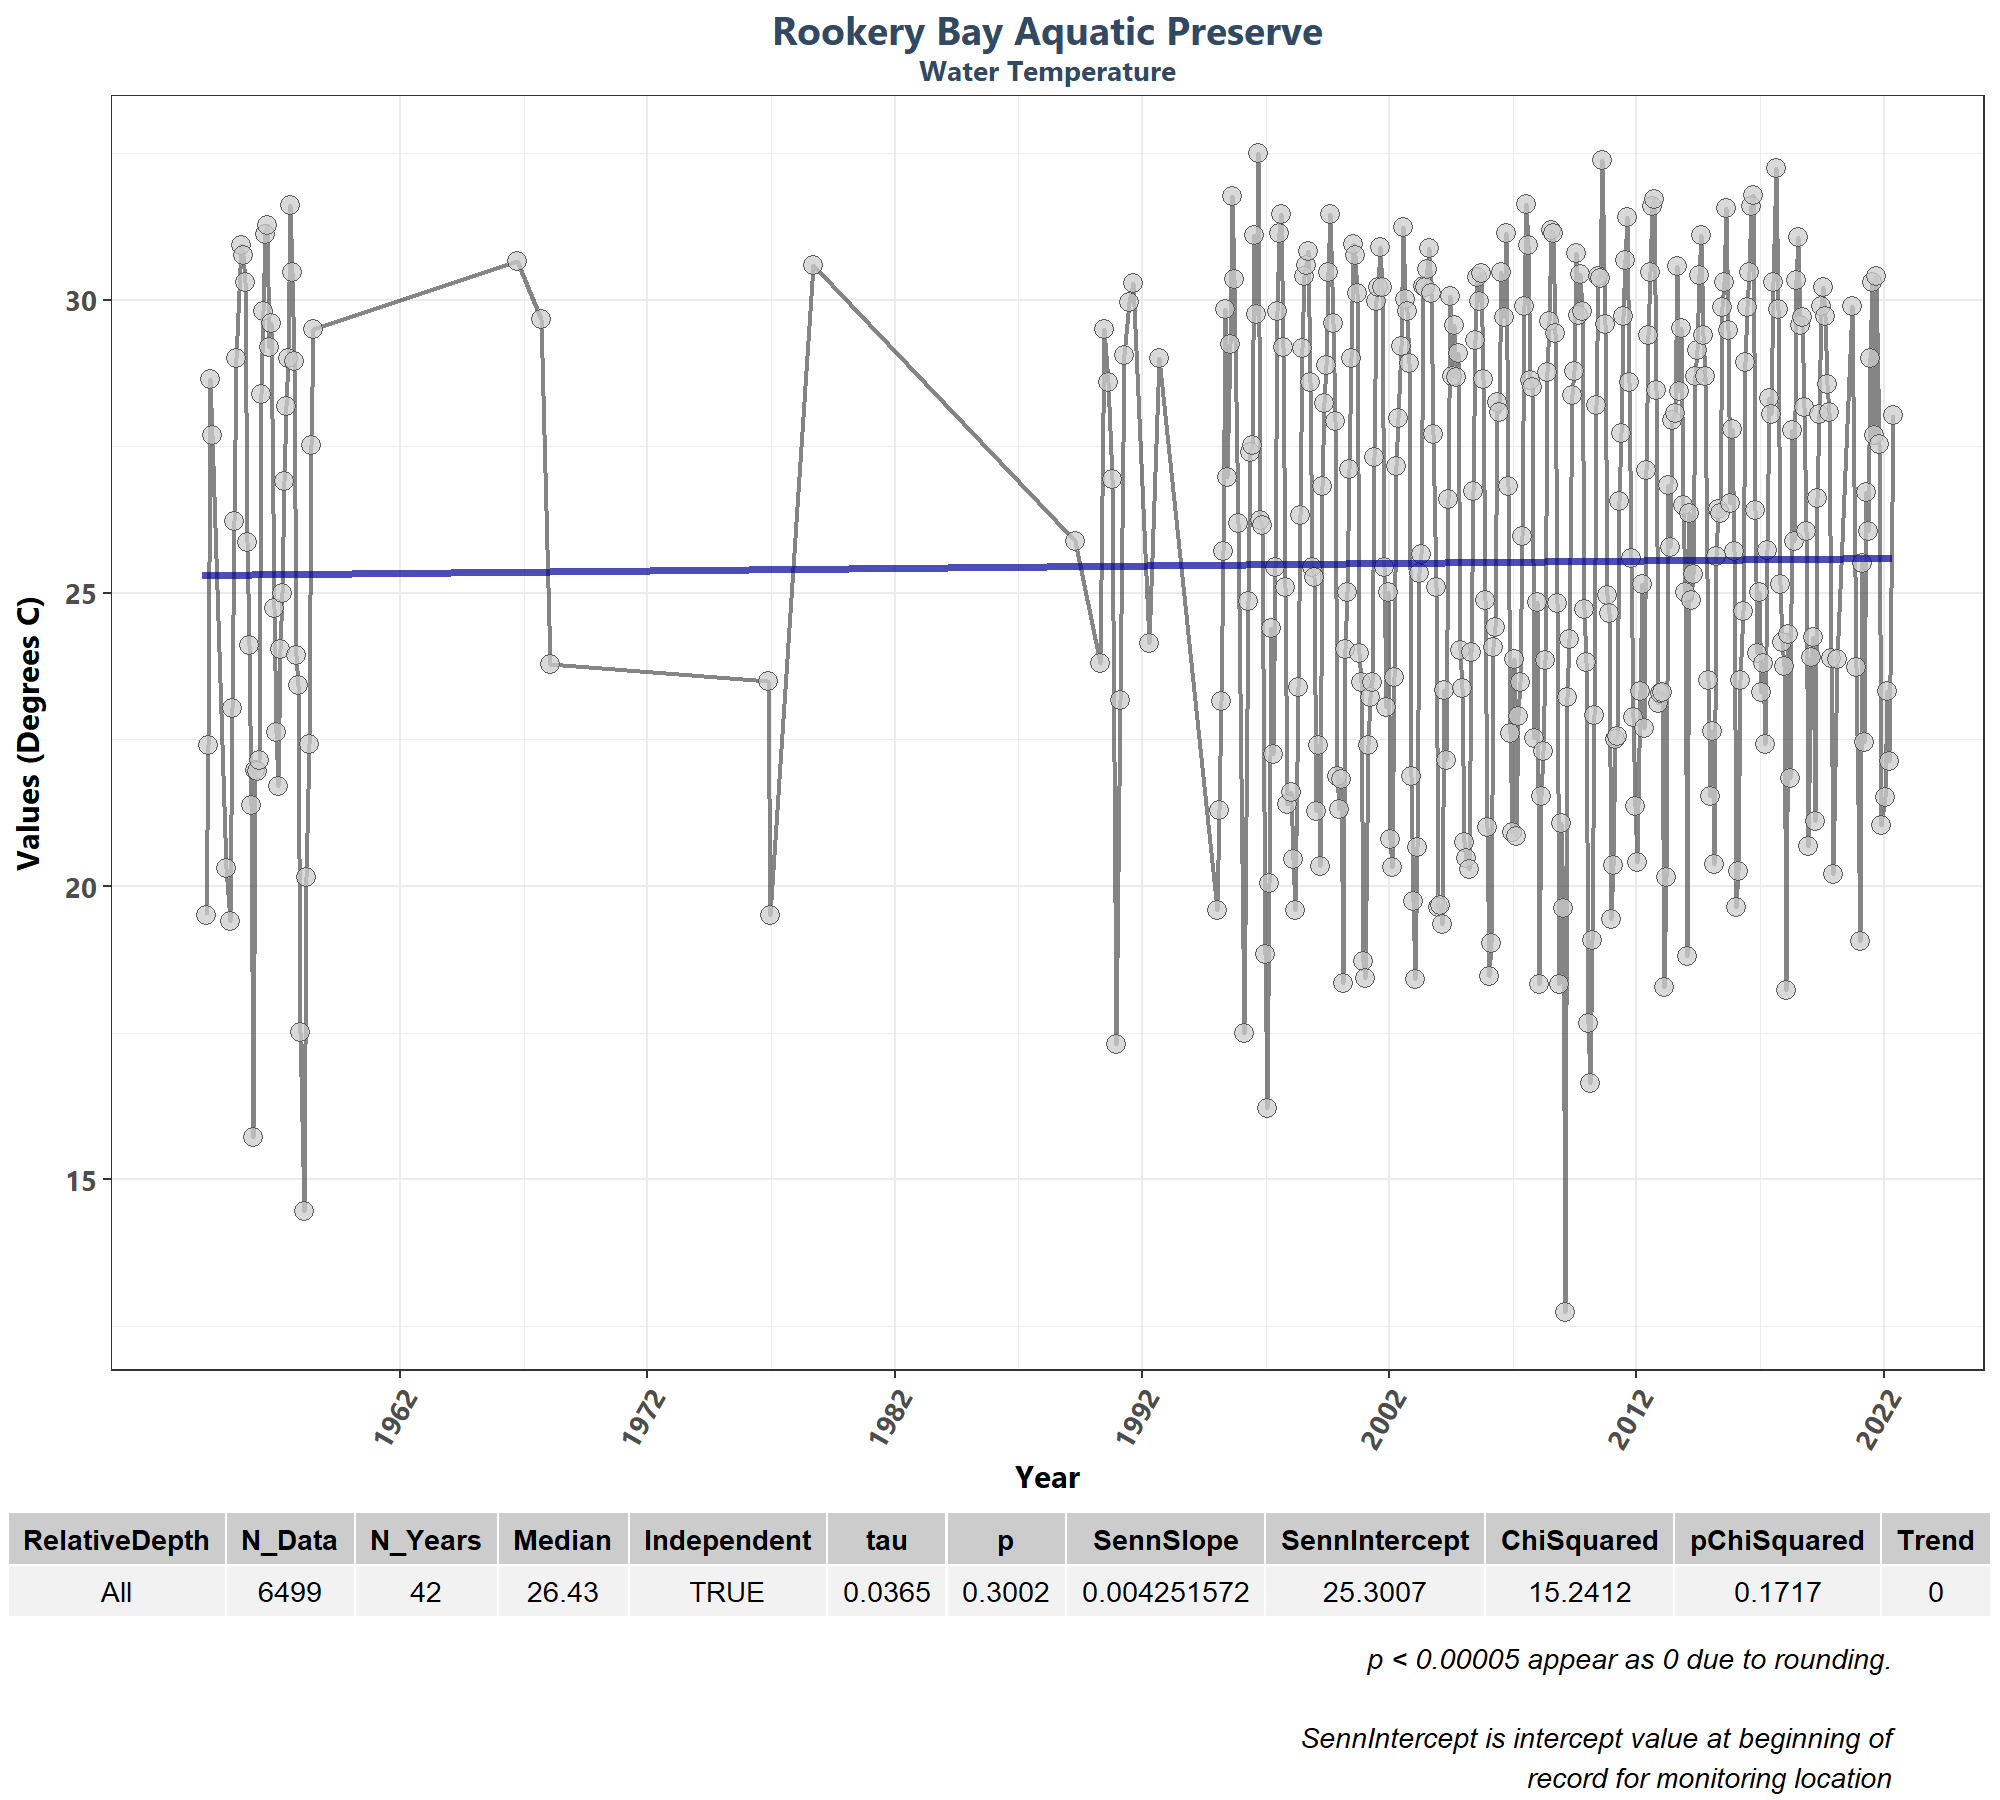 Rookery Bay Aquatic Preserve
Water Temperature
Values (Degrees C)
30
25
20
15
1962 1972 1982 1992 2002 2012 2022
Year
RelativeDepth N_Data N_Years Median Independent tau p SennSlope SennIntercept ChiSquared pChiSquared Trend
All 6499 42 26.43 TRUE 0.0365 0.3002 0.004251572 25.3007 15.2412 0.1717 0
p < 0.00005 appear as 0 due to rounding.
SennIntercept is intercept value at beginning of
record for monitoring location